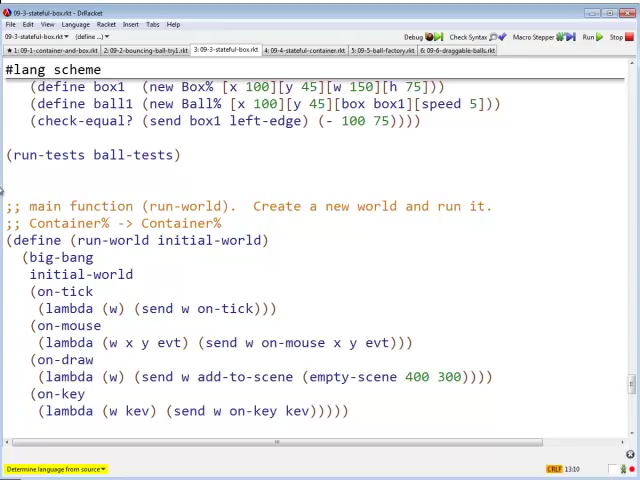 09-3-stateful-box.rkt - DrRacket
File Edit View Language Racket Insert Tabs Help
09-3-stateful-box.rkt▾ (define ...)▾ Debug Check Syntax Macro Stepper Run Stop
★ 1: 09-1-container-and-box.rkt 2: 09-2-bouncing-ball-try1.rkt 3: 09-3-stateful-box.rkt 4: 09-4-stateful-container.rkt 5: 09-5-ball-factory.rkt 6: 09-6-draggable-balls.rkt
#lang scheme
(define box1 (new Box% [x 100][y 45][w 150][h 75]))
(define ball1 (new Ball% [x 100][y 45][box box1][speed 5]))
(check-equal? (send box1 left-edge) (- 100 75))))
(run-tests ball-tests)
;; main function (run-world). Create a new world and run it.
;; Container% -> Container%
(define (run-world initial-world)
(big-bang
initial-world
(on-tick
(lambda (w) (send w on-tick)))
(on-mouse
(lambda (w x y evt) (send w on-mouse x y evt)))
(on-draw
(lambda (w) (send w add-to-scene (empty-scene 400 300))))
(on-key
(lambda (w kev) (send w on-key kev)))))
Determine language from source▾ CRLF 13:10